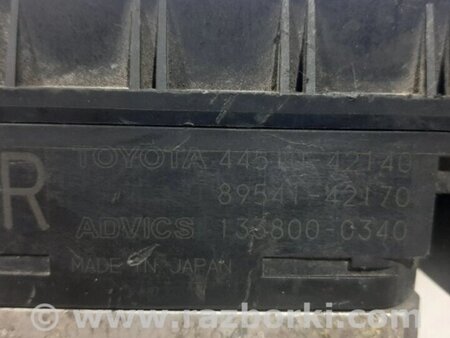 TOYOTA 44510-42140
89541-42170
R
ADVICS 133800-0340
MADE IN JAPAN
© www.razborki.com